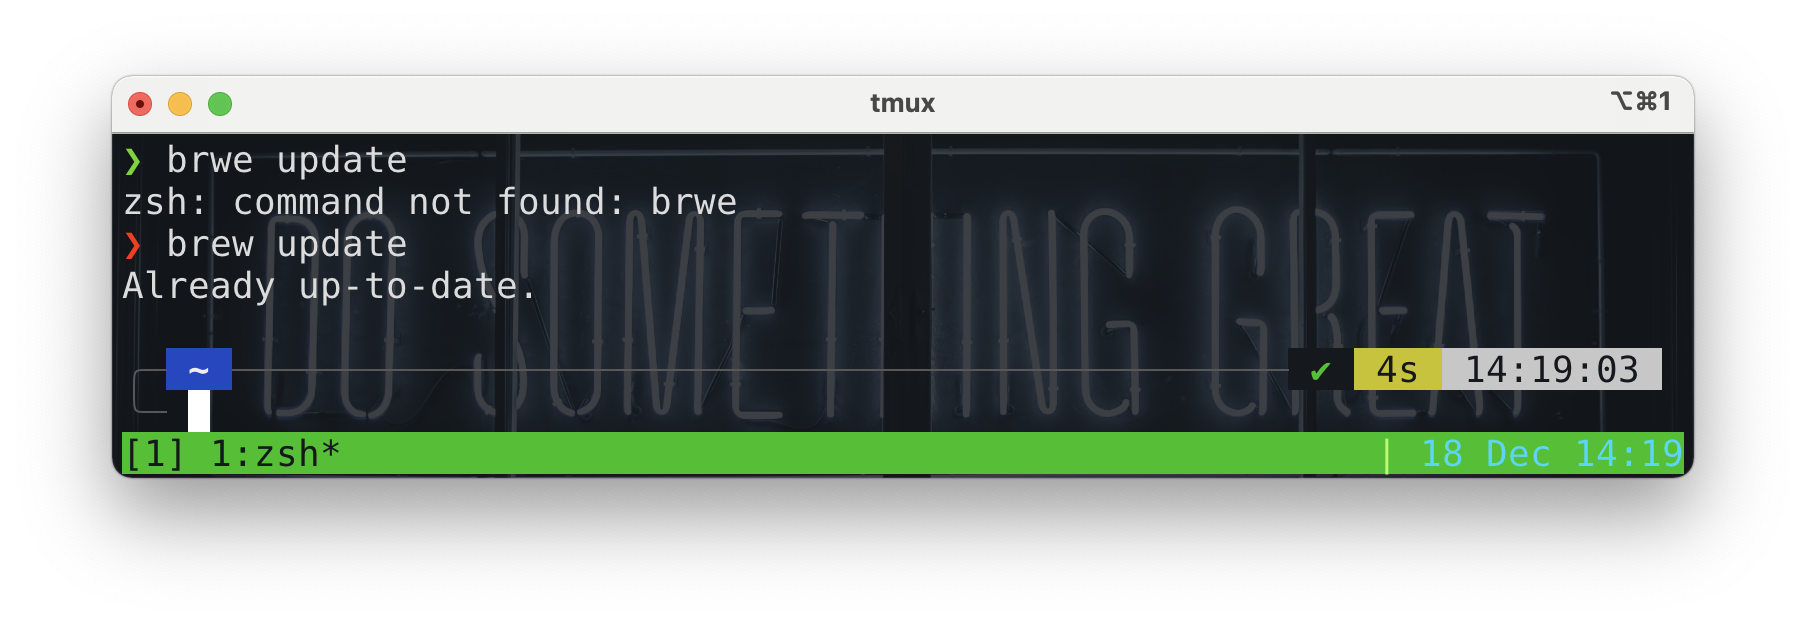 tmux
⌥⌘1
❯ brwe update
zsh: command not found: brwe
❯ brew update
Already up-to-date.
DO SOMETHING GREAT
~ ✔ 4s 14:19:03
[1] 1:zsh* | 18 Dec 14:19